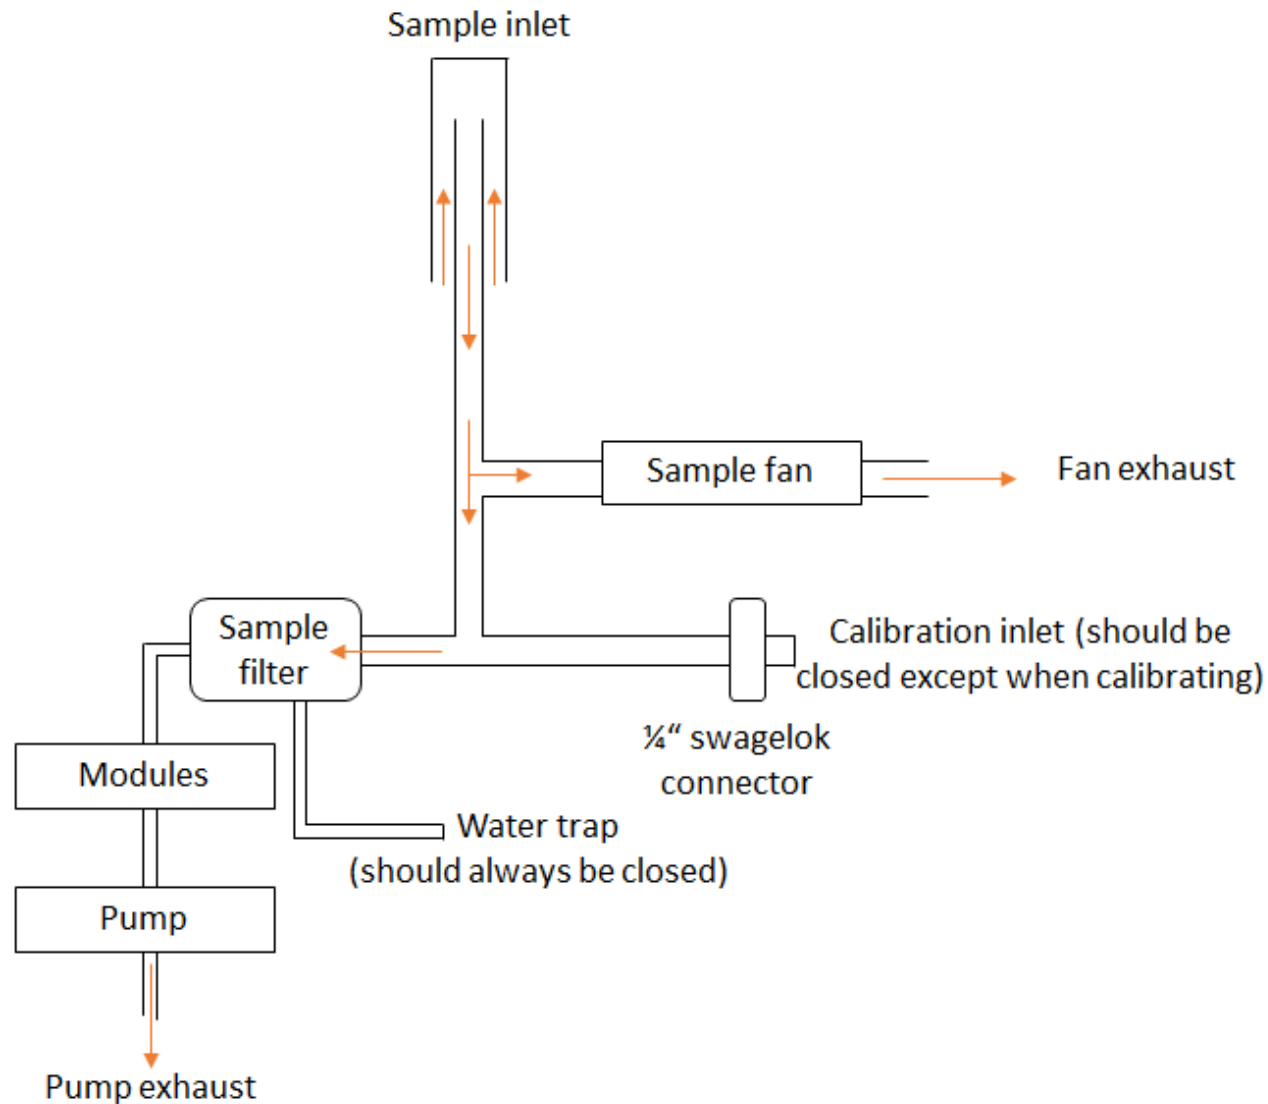 Sample inlet
Sample fan
Fan exhaust
Sample
filter
Calibration inlet (should be
closed except when calibrating)
¼“ swagelok
connector
Modules
Water trap
(should always be closed)
Pump
Pump exhaust